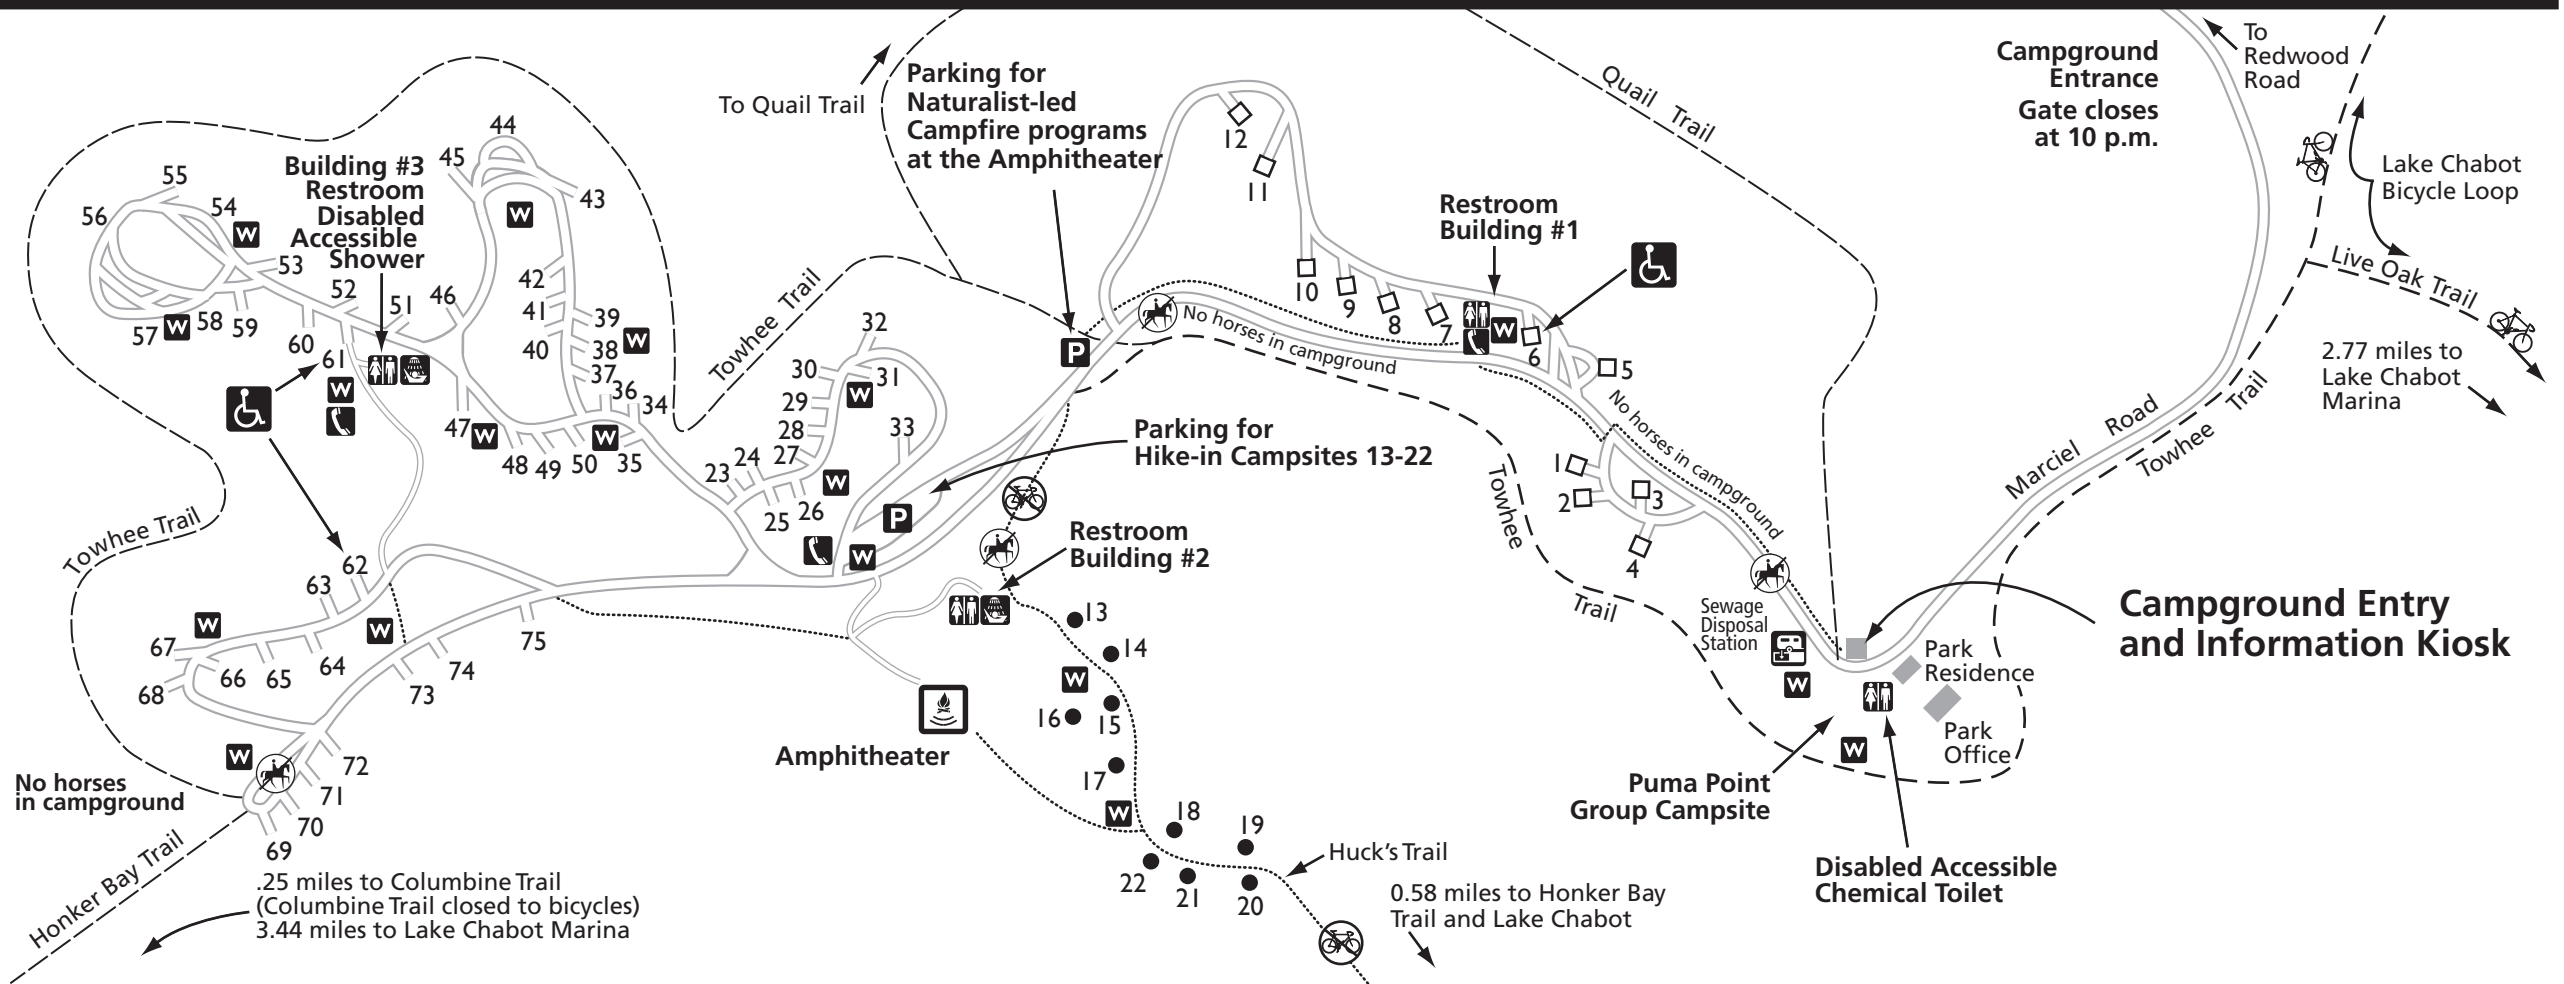 To Quail Trail
Parking for
Naturalist-led
Campfire programs
at the Amphitheater
Quail Trail
Campground
Entrance
Gate closes
at 10 p.m.
To
Redwood
Road
Lake Chabot
Bicycle Loop
Live Oak Trail
2.77 miles to
Lake Chabot
Marina
Marciel Road
Towhee Trail
Restroom
Building #1
12
11
10
9
8
7
6
5
W
No horses in campground
No horses in campground
1
2
3
4
Towhee
Trail
Building #3
Restroom
Disabled
Accessible
Shower
55
54
W
56
53
52
51
57
W
58
59
60
61
W
44
45
W
43
46
42
41
40
39
W
38
37
36
34
47
W
48
49
50
W
35
Towhee Trail
32
30
31
W
29
28
27
33
23
24
25
26
W
P
P
W
Parking for
Hike-in Campsites 13-22
Restroom
Building #2
Towhee Trail
62
63
W
67
W
66
65
64
68
75
74
73
72
71
70
69
W
No horses
in campground
Honker Bay Trail
.25 miles to Columbine Trail
(Columbine Trail closed to bicycles)
3.44 miles to Lake Chabot Marina
Amphitheater
13
14
W
15
16
17
W
18
19
20
21
22
Huck's Trail
0.58 miles to Honker Bay
Trail and Lake Chabot
Sewage
Disposal
Station
W
Campground Entry
and Information Kiosk
Park
Residence
Park
Office
W
Puma Point
Group Campsite
Disabled Accessible
Chemical Toilet